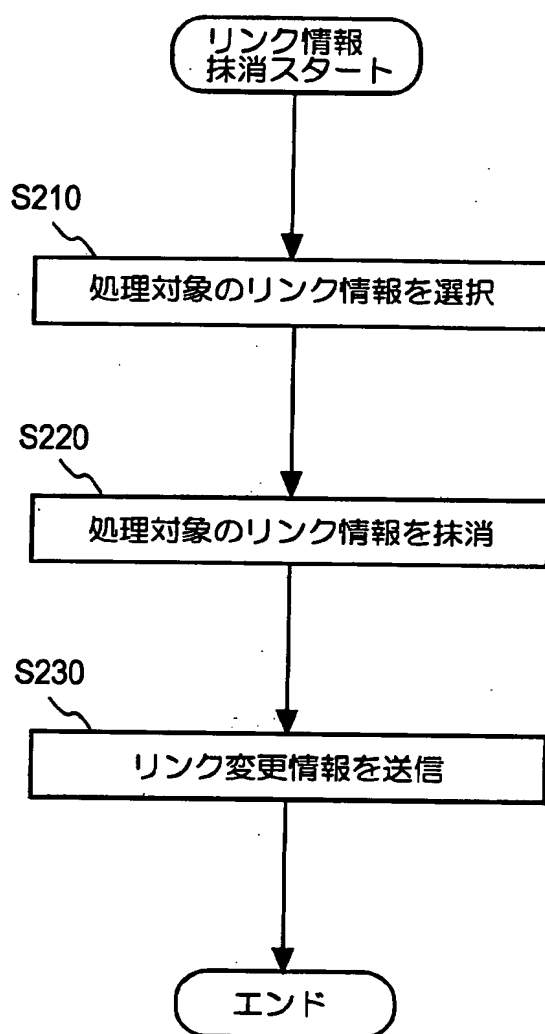 リンク情報
抹消スタート
S210
処理対象のリンク情報を選択
S220
処理対象のリンク情報を抹消
S230
リンク変更情報を送信
エンド